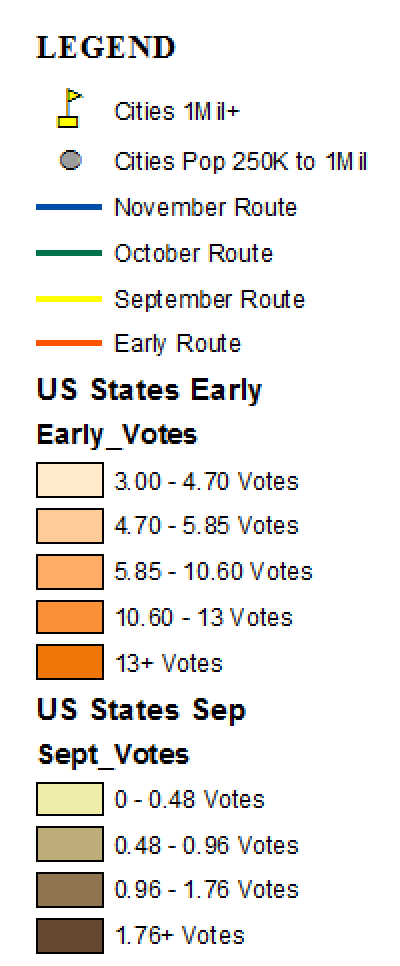 LEGEND
Cities 1Mil+
Cities Pop 250K to 1Mil
November Route
October Route
September Route
Early Route
US States Early
Early_Votes
3.00 - 4.70 Votes
4.70 - 5.85 Votes
5.85 - 10.60 Votes
10.60 - 13 Votes
13+ Votes
US States Sep
Sept_Votes
0 - 0.48 Votes
0.48 - 0.96 Votes
0.96 - 1.76 Votes
1.76+ Votes